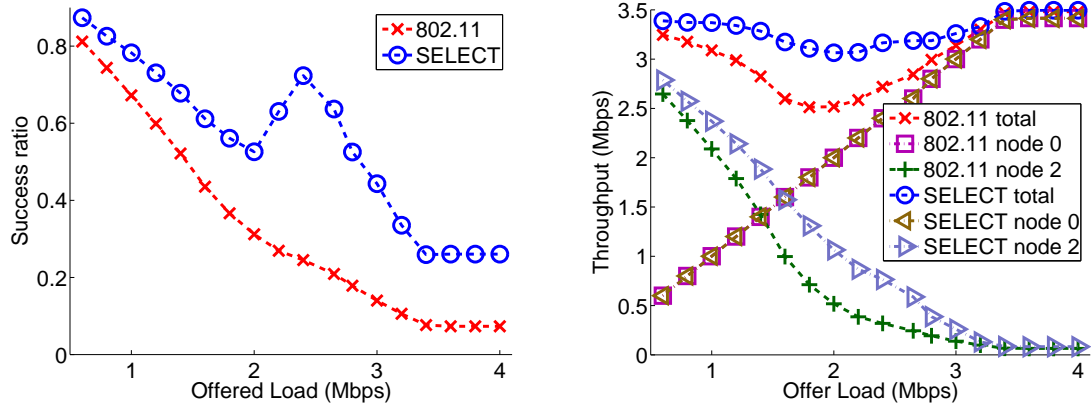 0.8
0.6
0.4
0.2
0
1
2
3
4
Success ratio
Offered Load (Mbps)
802.11
SELECT
3.5
3
2.5
2
1.5
1
0.5
0
1
2
3
4
Throughput (Mbps)
Offer Load (Mbps)
802.11 total
802.11 node 0
802.11 node 2
SELECT total
SELECT node 0
SELECT node 2